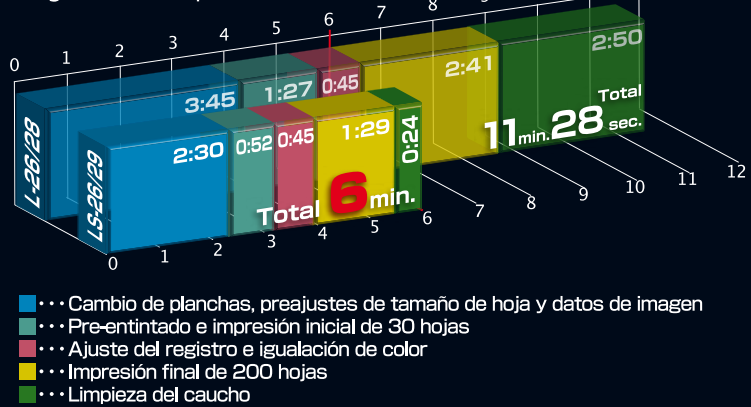 0 1 2 3 4 5 6 7 8
L-26/28 3:45 1:27 0:45 2:41 2:50
Total 11min.28 sec.
LS-26/29 2:30 0:52 0:45 1:29 0:24
Total 6 min.
0 1 2 3 4 5 6 7 8 9 10 11 12
Cambio de planchas, preajustes de tamaño de hoja y datos de imagen
Pre-entintado e impresión inicial de 30 hojas
Ajuste del registro e igualación de color
Impresión final de 200 hojas
Limpieza del caucho